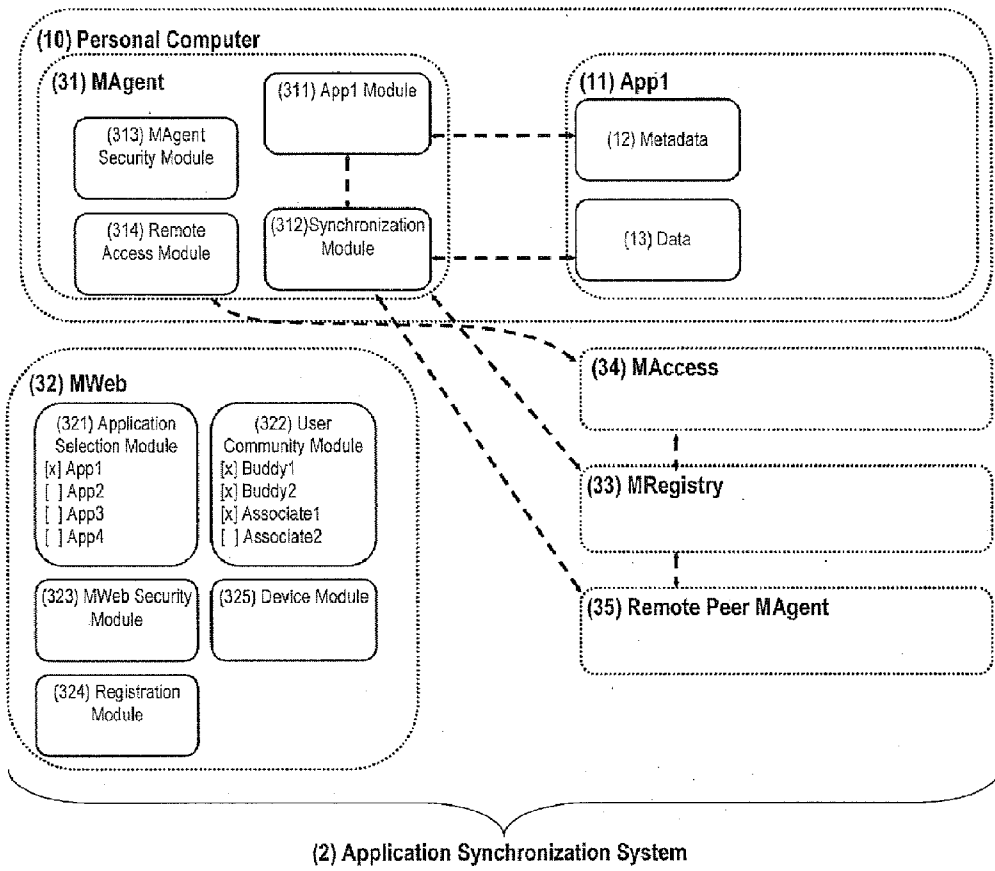 (10) Personal Computer
(31) MAgent
(311) App1 Module
(313) MAgent
Security Module
(314) Remote
Access Module
(312)Synchronization
Module
(11) App1
(12) Metadata
(13) Data
(32) MWeb
(321) Application
Selection Module
[x] App1
[ ] App2
[ ] App3
[ ] App4
(322) User
Community Module
[x] Buddy1
[x] Buddy2
[x] Associate1
[ ] Associate2
(323) MWeb Security
Module
(325) Device Module
(324) Registration
Module
(34) MAccess
(33) MRegistry
(35) Remote Peer MAgent
(2) Application Synchronization System